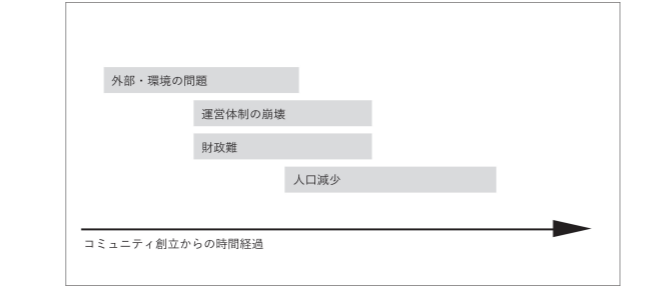 外部・環境の問題
運営体制の崩壊
財政難
人口減少
コミュニティ創立からの時間経過